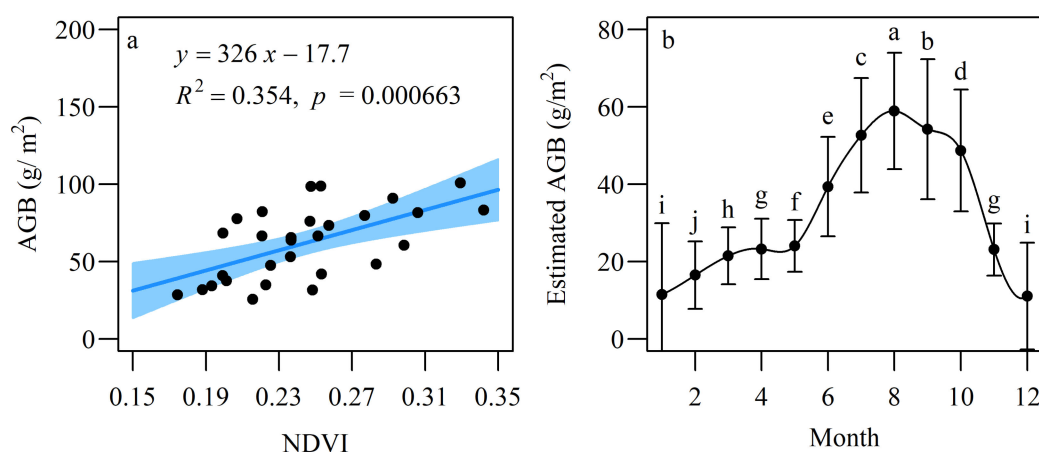 a
y = 326 x – 17.7
R² = 0.354, p = 0.000663
AGB (g/ m²)
200
150
100
50
0
0.15 0.19 0.23 0.27 0.31 0.35
NDVI
b
Estimated AGB (g/m²)
80
60
40
20
0
i j h g f e c a b d g i
2 4 6 8 10 12
Month